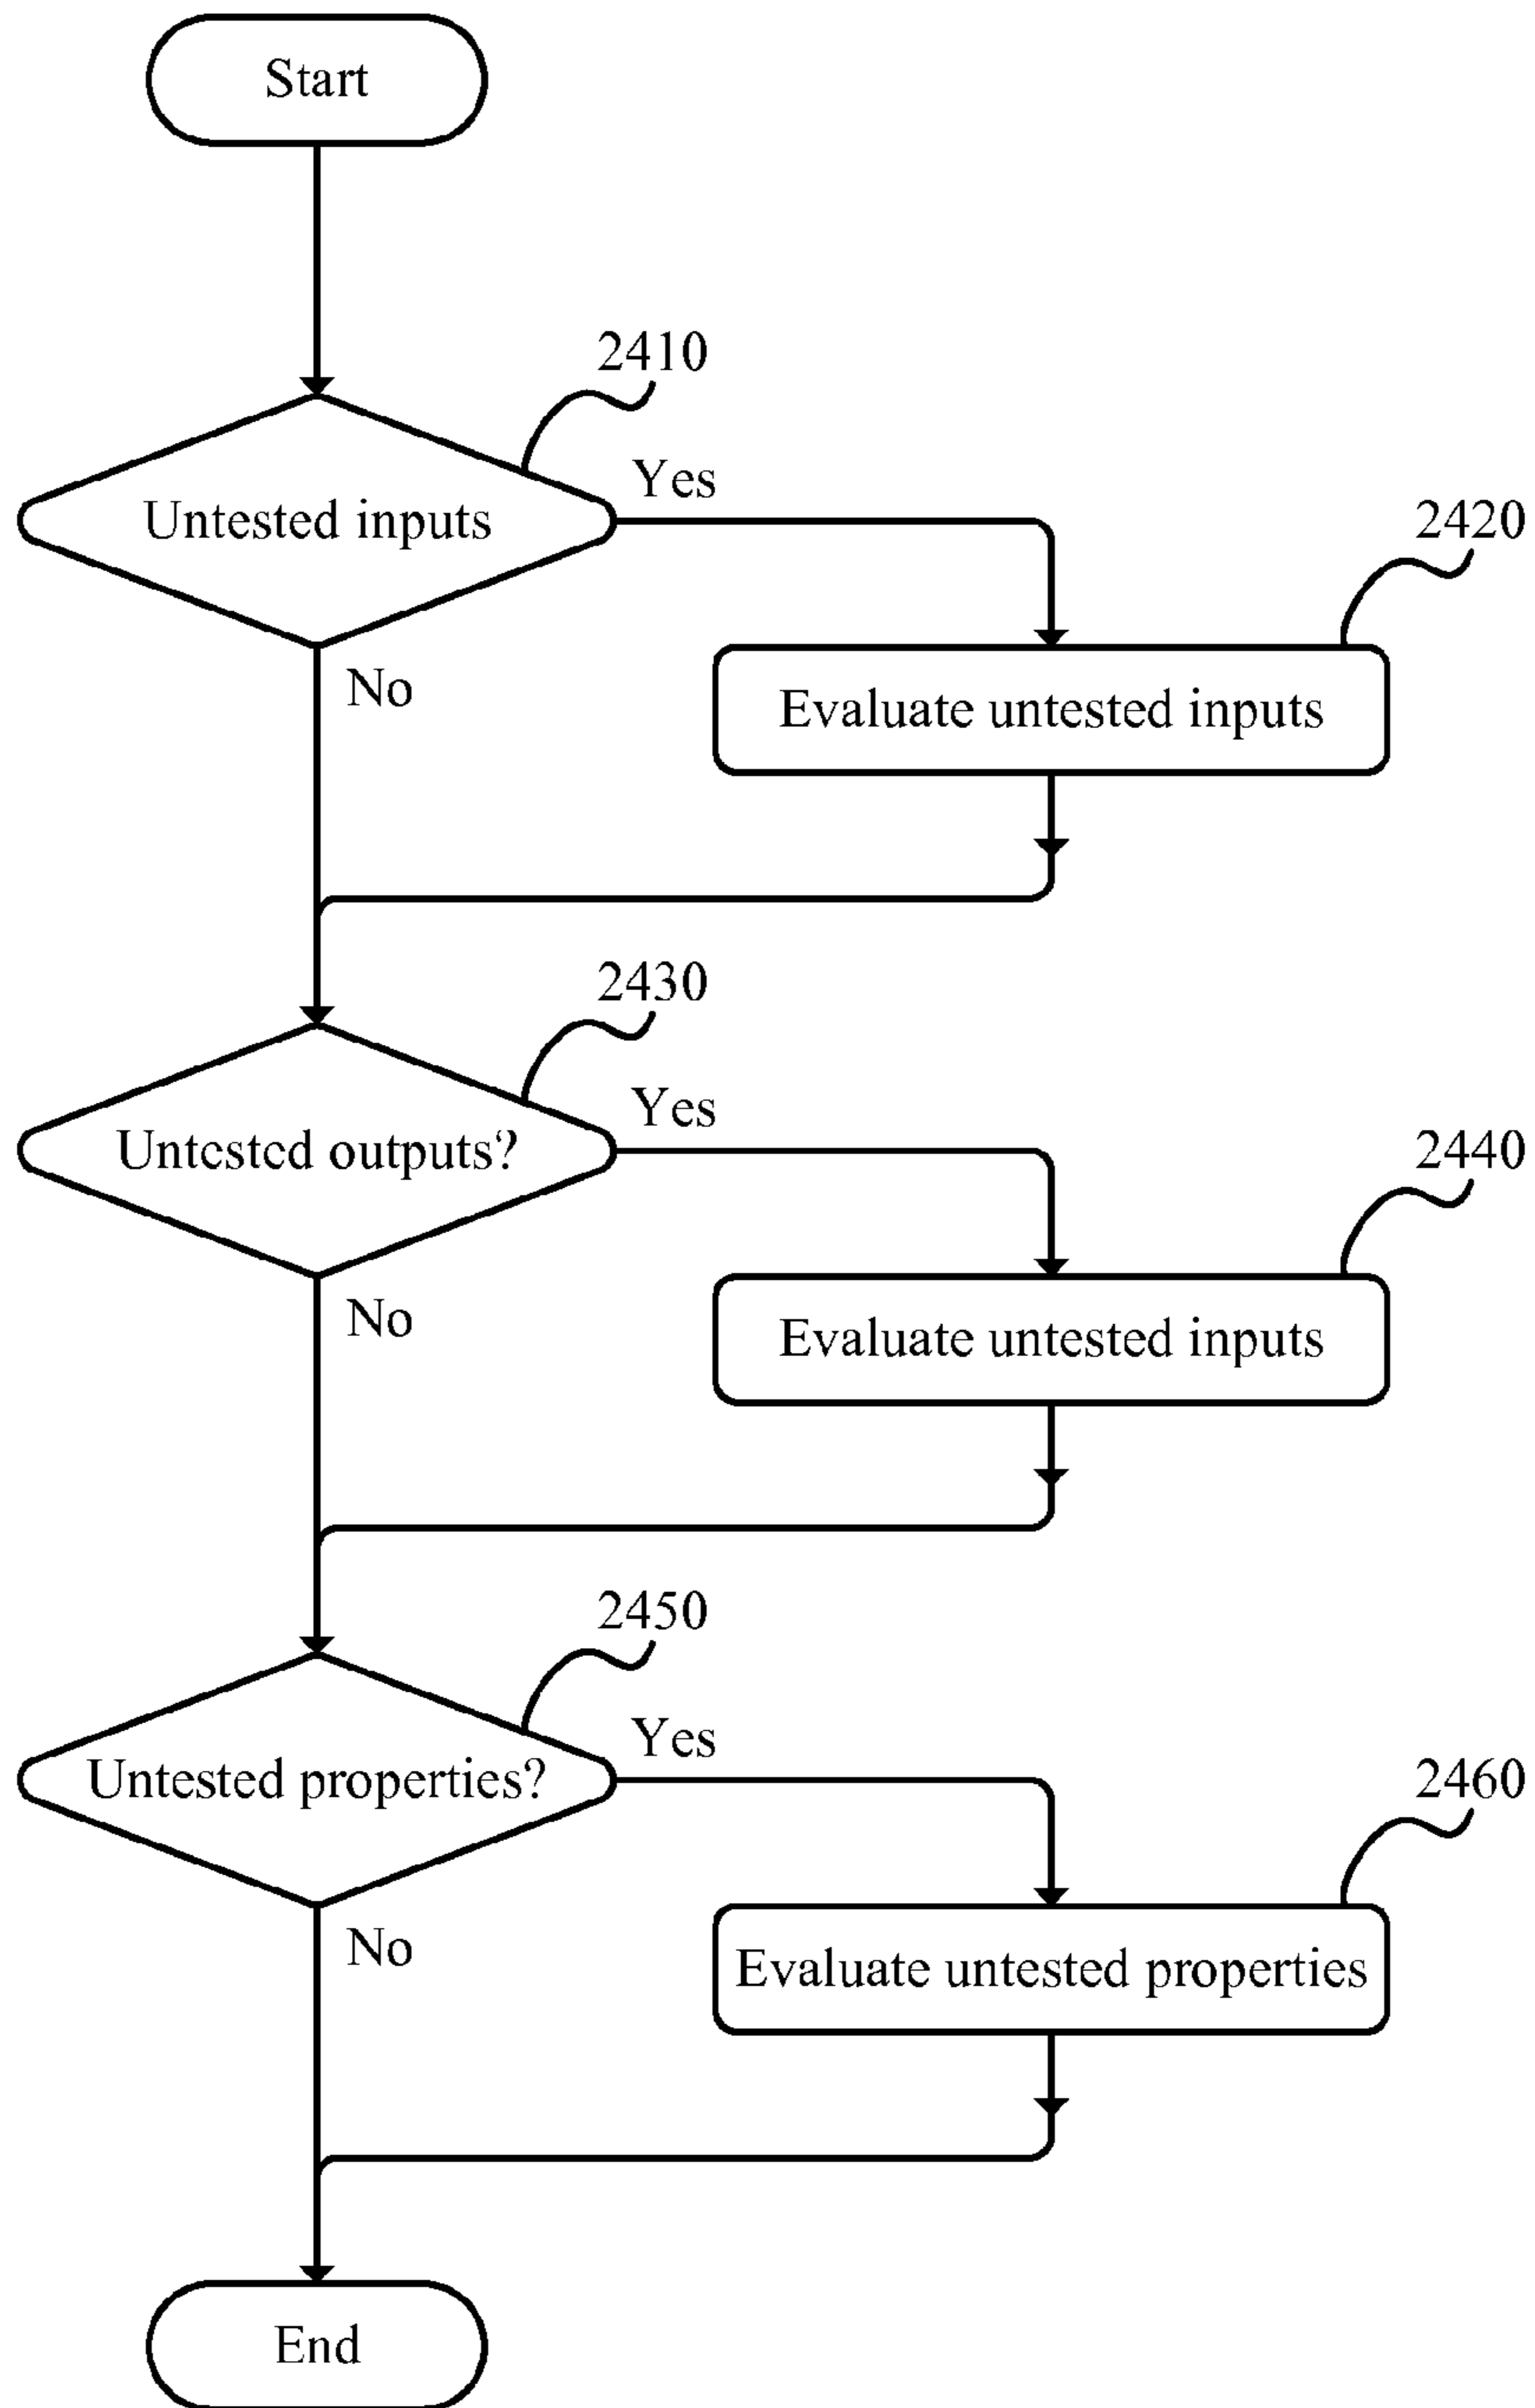 Start
2410
Untested inputs
Yes
2420
No
Evaluate untested inputs
2430
Untested outputs?
Yes
2440
No
Evaluate untested inputs
2450
Untested properties?
Yes
2460
No
Evaluate untested properties
End